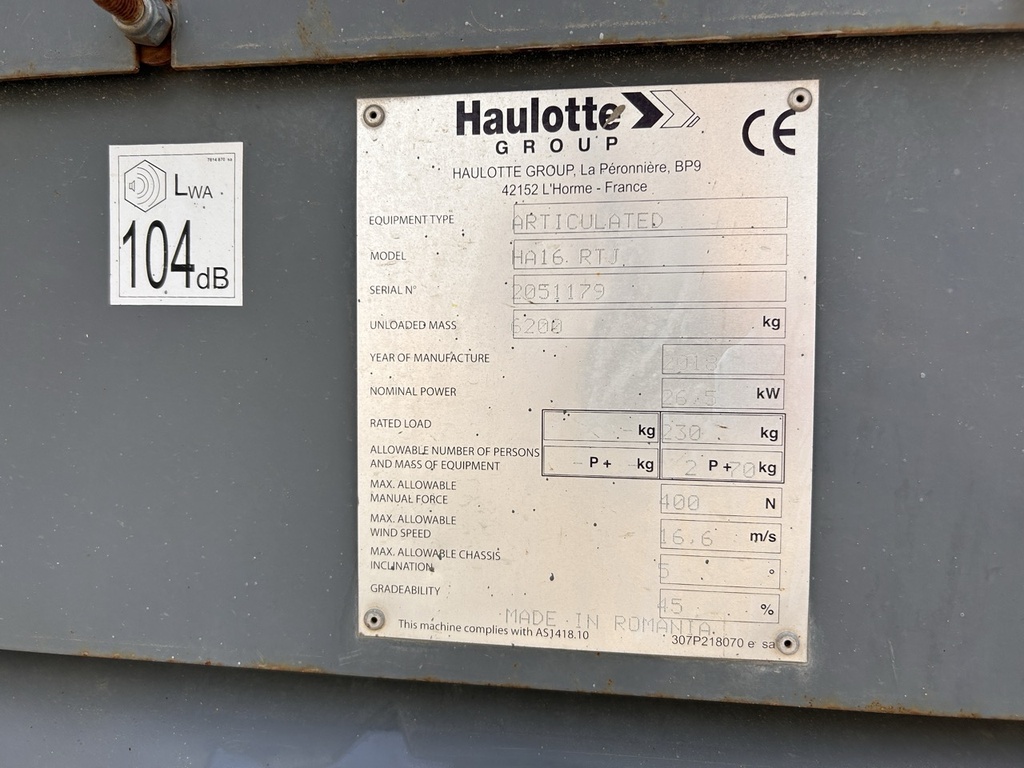 7814 870 aa
LWA
104dB
Haulotte
GROUP
CE
HAULOTTE GROUP, La Péronnière, BP9
42152 L'Horme - France
EQUIPMENT TYPE ARTICULATED
MODEL HA16 RTJ
SERIAL N° 2051179
UNLOADED MASS 6200 kg
YEAR OF MANUFACTURE
NOMINAL POWER 26,5 kW
RATED LOAD - kg 230 kg
ALLOWABLE NUMBER OF PERSONS
AND MASS OF EQUIPMENT - P + - kg 2 P + 70 kg
MAX. ALLOWABLE
MANUAL FORCE 400 N
MAX. ALLOWABLE
WIND SPEED 16,6 m/s
MAX. ALLOWABLE CHASSIS
INCLINATION 5 °
GRADEABILITY 45 %
MADE IN ROMANIA
This machine complies with AS1418.10
307P218070 e sa